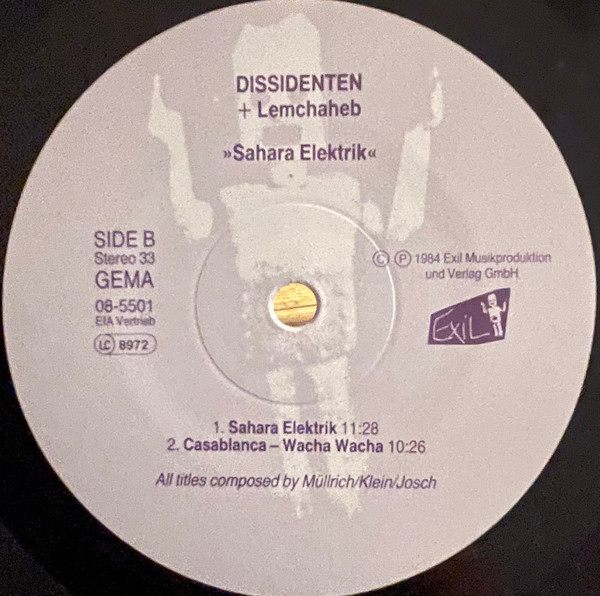 DISSIDENTEN
+ Lemchaheb
»Sahara Elektrik«
SIDE B
Stereo 33
GEMA
08-5501
EfA Vertrieb
LC 8972
© ℗ 1984 Exil Musikproduktion
und Verlag GmbH
EXIL
1. Sahara Elektrik 11:28
2. Casablanca – Wacha Wacha 10:26
All titles composed by Müllrich/Klein/Josch